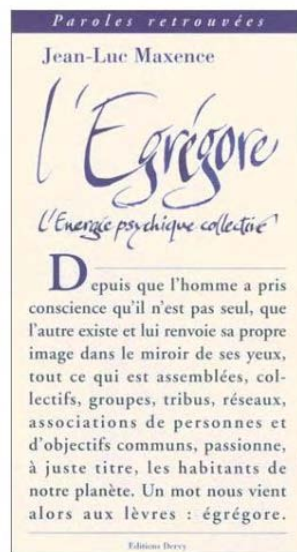 Paroles retrouvées
Jean-Luc Maxence
l'Egrégore
L'Energie psychique collective
Depuis que l'homme a pris
conscience qu'il n'est pas seul, que
l'autre existe et lui renvoie sa propre
image dans le miroir de ses yeux,
tout ce qui est assemblées, col-
lectifs, groupes, tribus, réseaux,
associations de personnes et
d'objectifs communs, passionne,
à juste titre, les habitants de
notre planète. Un mot nous vient
alors aux lèvres : égrégore.
Editions Dervy